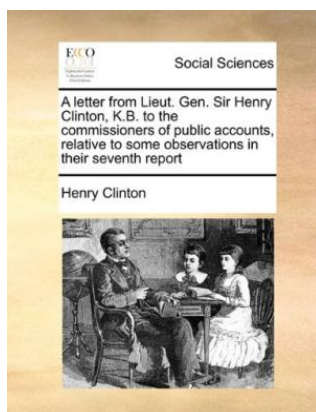 ECCO
Social Sciences
A letter from Lieut. Gen. Sir Henry
Clinton, K.B. to the
commissioners of public accounts,
relative to some observations in
their seventh report
Henry Clinton